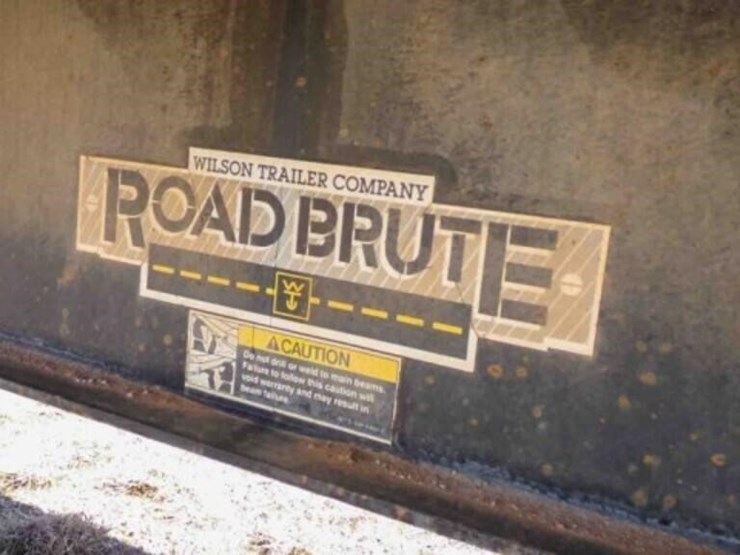 WILSON TRAILER COMPANY
ROAD BRUTE
CAUTION
Do not drill or weld to main beams.
Failure to follow this caution will
void warranty and may result in
beam failure.